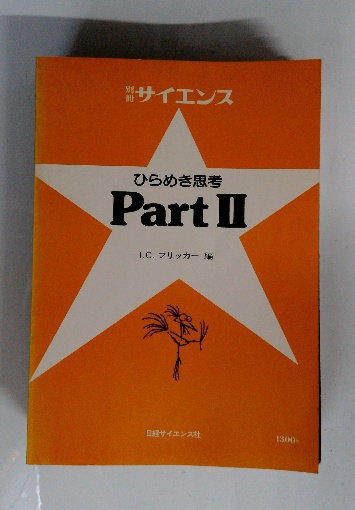 別冊 サイエンス
ひらめき思考
Part II
I.C. フリッカー 編
日経サイエンス社
1300円